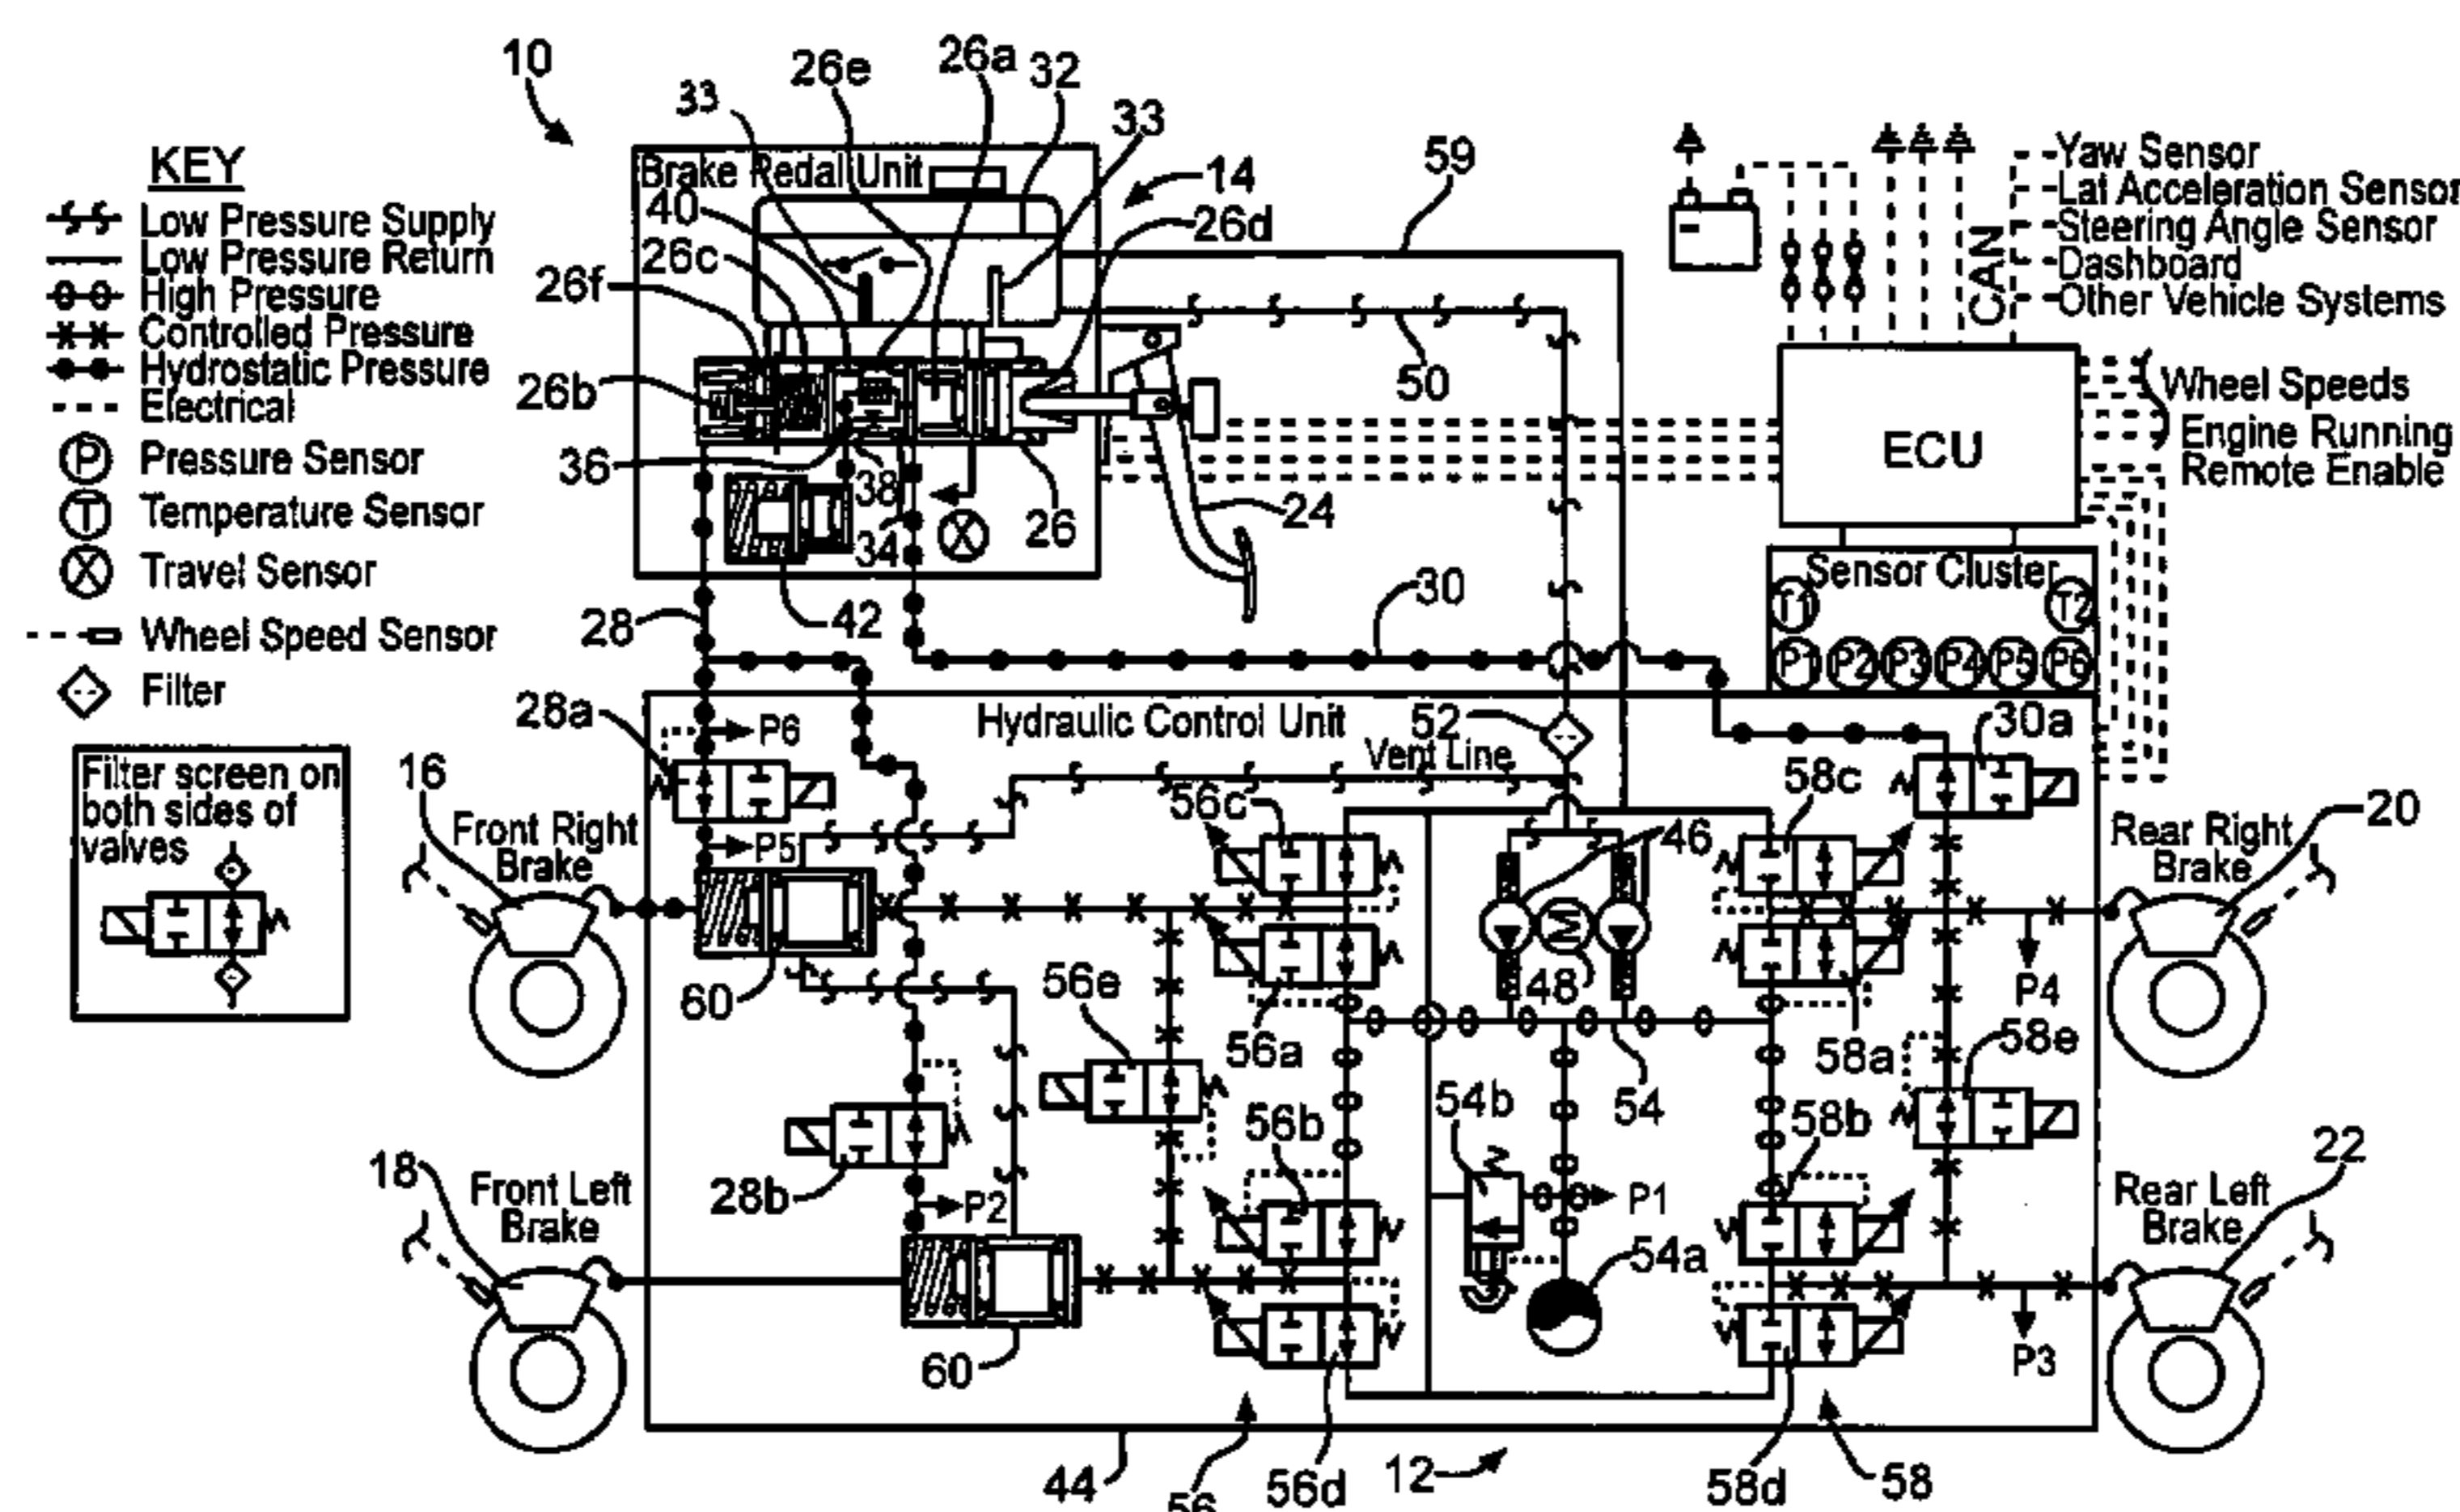 10
33
26e
26a
32
33
14
26d
59
KEY
Low Pressure Supply
Low Pressure Return
High Pressure
Controlled Pressure
Hydrostatic Pressure
Electrical
P Pressure Sensor
T Temperature Sensor
Travel Sensor
Wheel Speed Sensor
Filter
Filter screen on
both sides of
valves
Brake Pedal Unit
40
26c
26f
26b
36
38
34
26
42
24
50
30
28
Yaw Sensor
Lat Acceleration Sensor
Steering Angle Sensor
Dashboard
Other Vehicle Systems
CAN
ECU
Wheel Speeds
Engine Running
Remote Enable
Sensor Cluster
T1
T2
P1
P2
P3
P4
P5
P6
Hydraulic Control Unit
52
Vent Line
28a
P6
P5
16
Front Right
Brake
60
56c
56a
56e
46
M
48
58c
30a
58a
58e
Rear Right
Brake
20
P4
54
54b
P1
54a
56b
58b
28b
P2
18
Front Left
Brake
60
Rear Left
Brake
22
P3
44
56
56d
12
58d
58